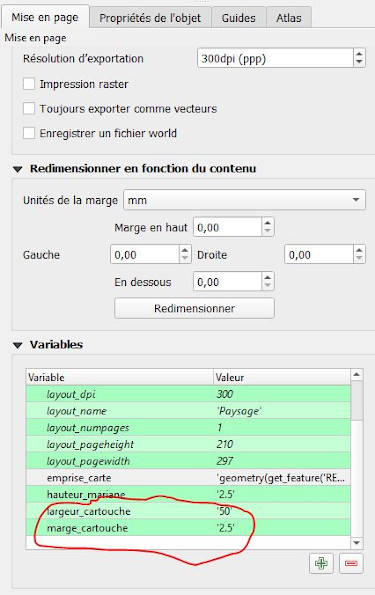 Mise en page Propriétés de l'objet Guides Atlas
Mise en page
Résolution d'exportation 300dpi (ppp)
Impression raster
Toujours exporter comme vecteurs
Enregistrer un fichier world
Redimensionner en fonction du contenu
Unités de la marge mm
Marge en haut 0,00
Gauche 0,00 Droite 0,00
En dessous 0,00
Redimensionner
Variables
Variable Valeur
layout_dpi 300
layout_name 'Paysage'
layout_numpages 1
layout_pageheight 210
layout_pagewidth 297
emprise_carte 'geometry(get_feature('RE...
hauteur_mariane '2.5'
largeur_cartouche '50'
marge_cartouche '2.5'